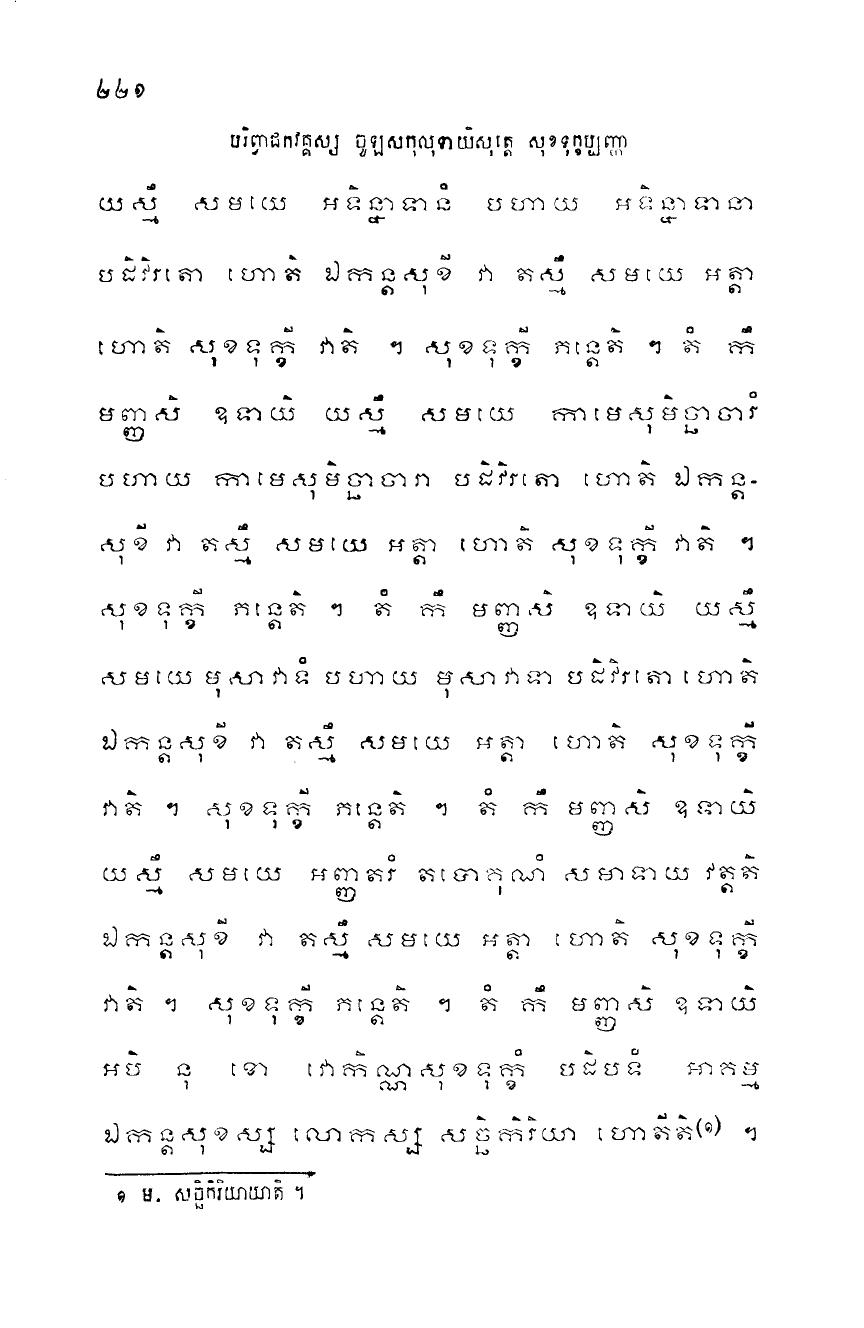 ២២១
បរិព្វាជកវគ្គស្ស ចូឡសកុលុទាយិសុត្តេ សុខទុក្ខប្បញ្ញា
យស្មឹ សមយេ អទិន្នាទានំ បហាយ អទិន្នាទានា
បដិវិរតោ ហោតិ ឯកន្តសុខី វា តស្មឹ សមយេ អត្តា
ហោតិ សុខទុក្ខី វាតិ ។ សុខទុក្ខី ភន្តេតិ ។ តំ កឹ
មញ្ញសិ ឧទាយិ យស្មឹ សមយេ កាមេសុមិច្ឆាចារំ
បហាយ កាមេសុមិច្ឆាចារា បដិវិរតោ ហោតិ ឯកន្ត-
សុខី វា តស្មឹ សមយេ អត្តា ហោតិ សុខទុក្ខី វាតិ ។
សុខទុក្ខី ភន្តេតិ ។ តំ កឹ មញ្ញសិ ឧទាយិ យស្មឹ
សមយេ មុសាវាទំ បហាយ មុសាវាទា បដិវិរតោ ហោតិ
ឯកន្តសុខី វា តស្មឹ សមយេ អត្តា ហោតិ សុខទុក្ខី
វាតិ ។ សុខទុក្ខី ភន្តេតិ ។ តំ កឹ មញ្ញសិ ឧទាយិ
យស្មឹ សមយេ អញ្ញតរំ តបោគុណំ សមាទាយ វត្តតិ
ឯកន្តសុខី វា តស្មឹ សមយេ អត្តា ហោតិ សុខទុក្ខី
វាតិ ។ សុខទុក្ខី ភន្តេតិ ។ តំ កឹ មញ្ញសិ ឧទាយិ
អបិ នុ ខោ វោកិណ្ណសុខទុក្ខំ បដិបទំ អាគម្ម
ឯកន្តសុខស្ស លោកស្ស សច្ឆិកិរិយា ហោតីតិ(១) ។
១ ម. សច្ឆិកិរិយាយាតិ ។